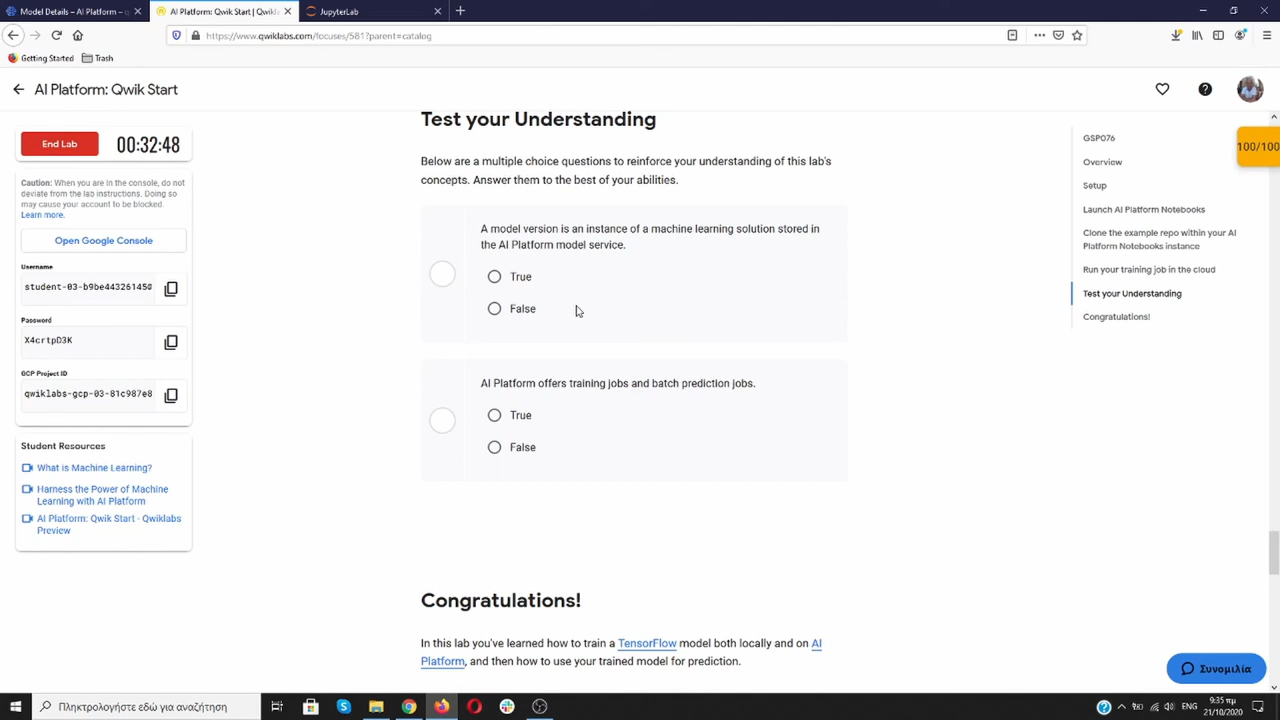 Model Details – AI Platform – q
AI Platform: Qwik Start | Qwikla
JupyterLab
https://www.qwiklabs.com/focuses/581?parent=catalog
Getting Started
Trash
AI Platform: Qwik Start
End Lab
00:32:48
Caution: When you are in the console, do not
deviate from the lab instructions. Doing so
may cause your account to be blocked.
Learn more.
Open Google Console
Username
student-03-b9be44326145@
Password
X4crtpD3K
GCP Project ID
qwiklabs-gcp-03-81c987e8
Student Resources
What is Machine Learning?
Harness the Power of Machine
Learning with AI Platform
AI Platform: Qwik Start - Qwiklabs
Preview
Test your Understanding
Below are a multiple choice questions to reinforce your understanding of this lab's
concepts. Answer them to the best of your abilities.
A model version is an instance of a machine learning solution stored in
the AI Platform model service.
True
False
AI Platform offers training jobs and batch prediction jobs.
True
False
Congratulations!
In this lab you've learned how to train a TensorFlow model both locally and on AI
Platform, and then how to use your trained model for prediction.
GSP076
Overview
Setup
Launch AI Platform Notebooks
Clone the example repo within your AI
Platform Notebooks instance
Run your training job in the cloud
Test your Understanding
Congratulations!
100/100
Συνομιλία
Πληκτρολογήστε εδώ για αναζήτηση
ΕΛ
9:35 πμ
21/10/2020